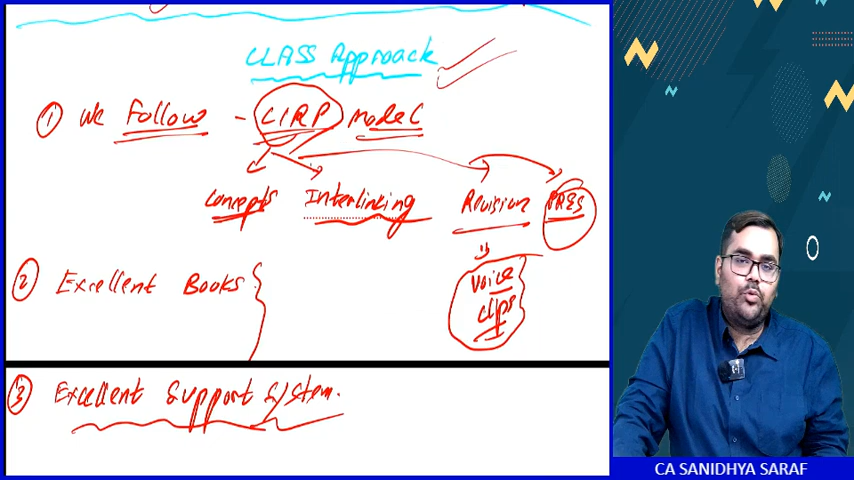 CLASS Approach
① We Follow - CIRP Model
Concepts Interlinking Revision
Voice
clips
② Excellent Books
③ Excellent Support System.
CA SANIDHYA SARAF